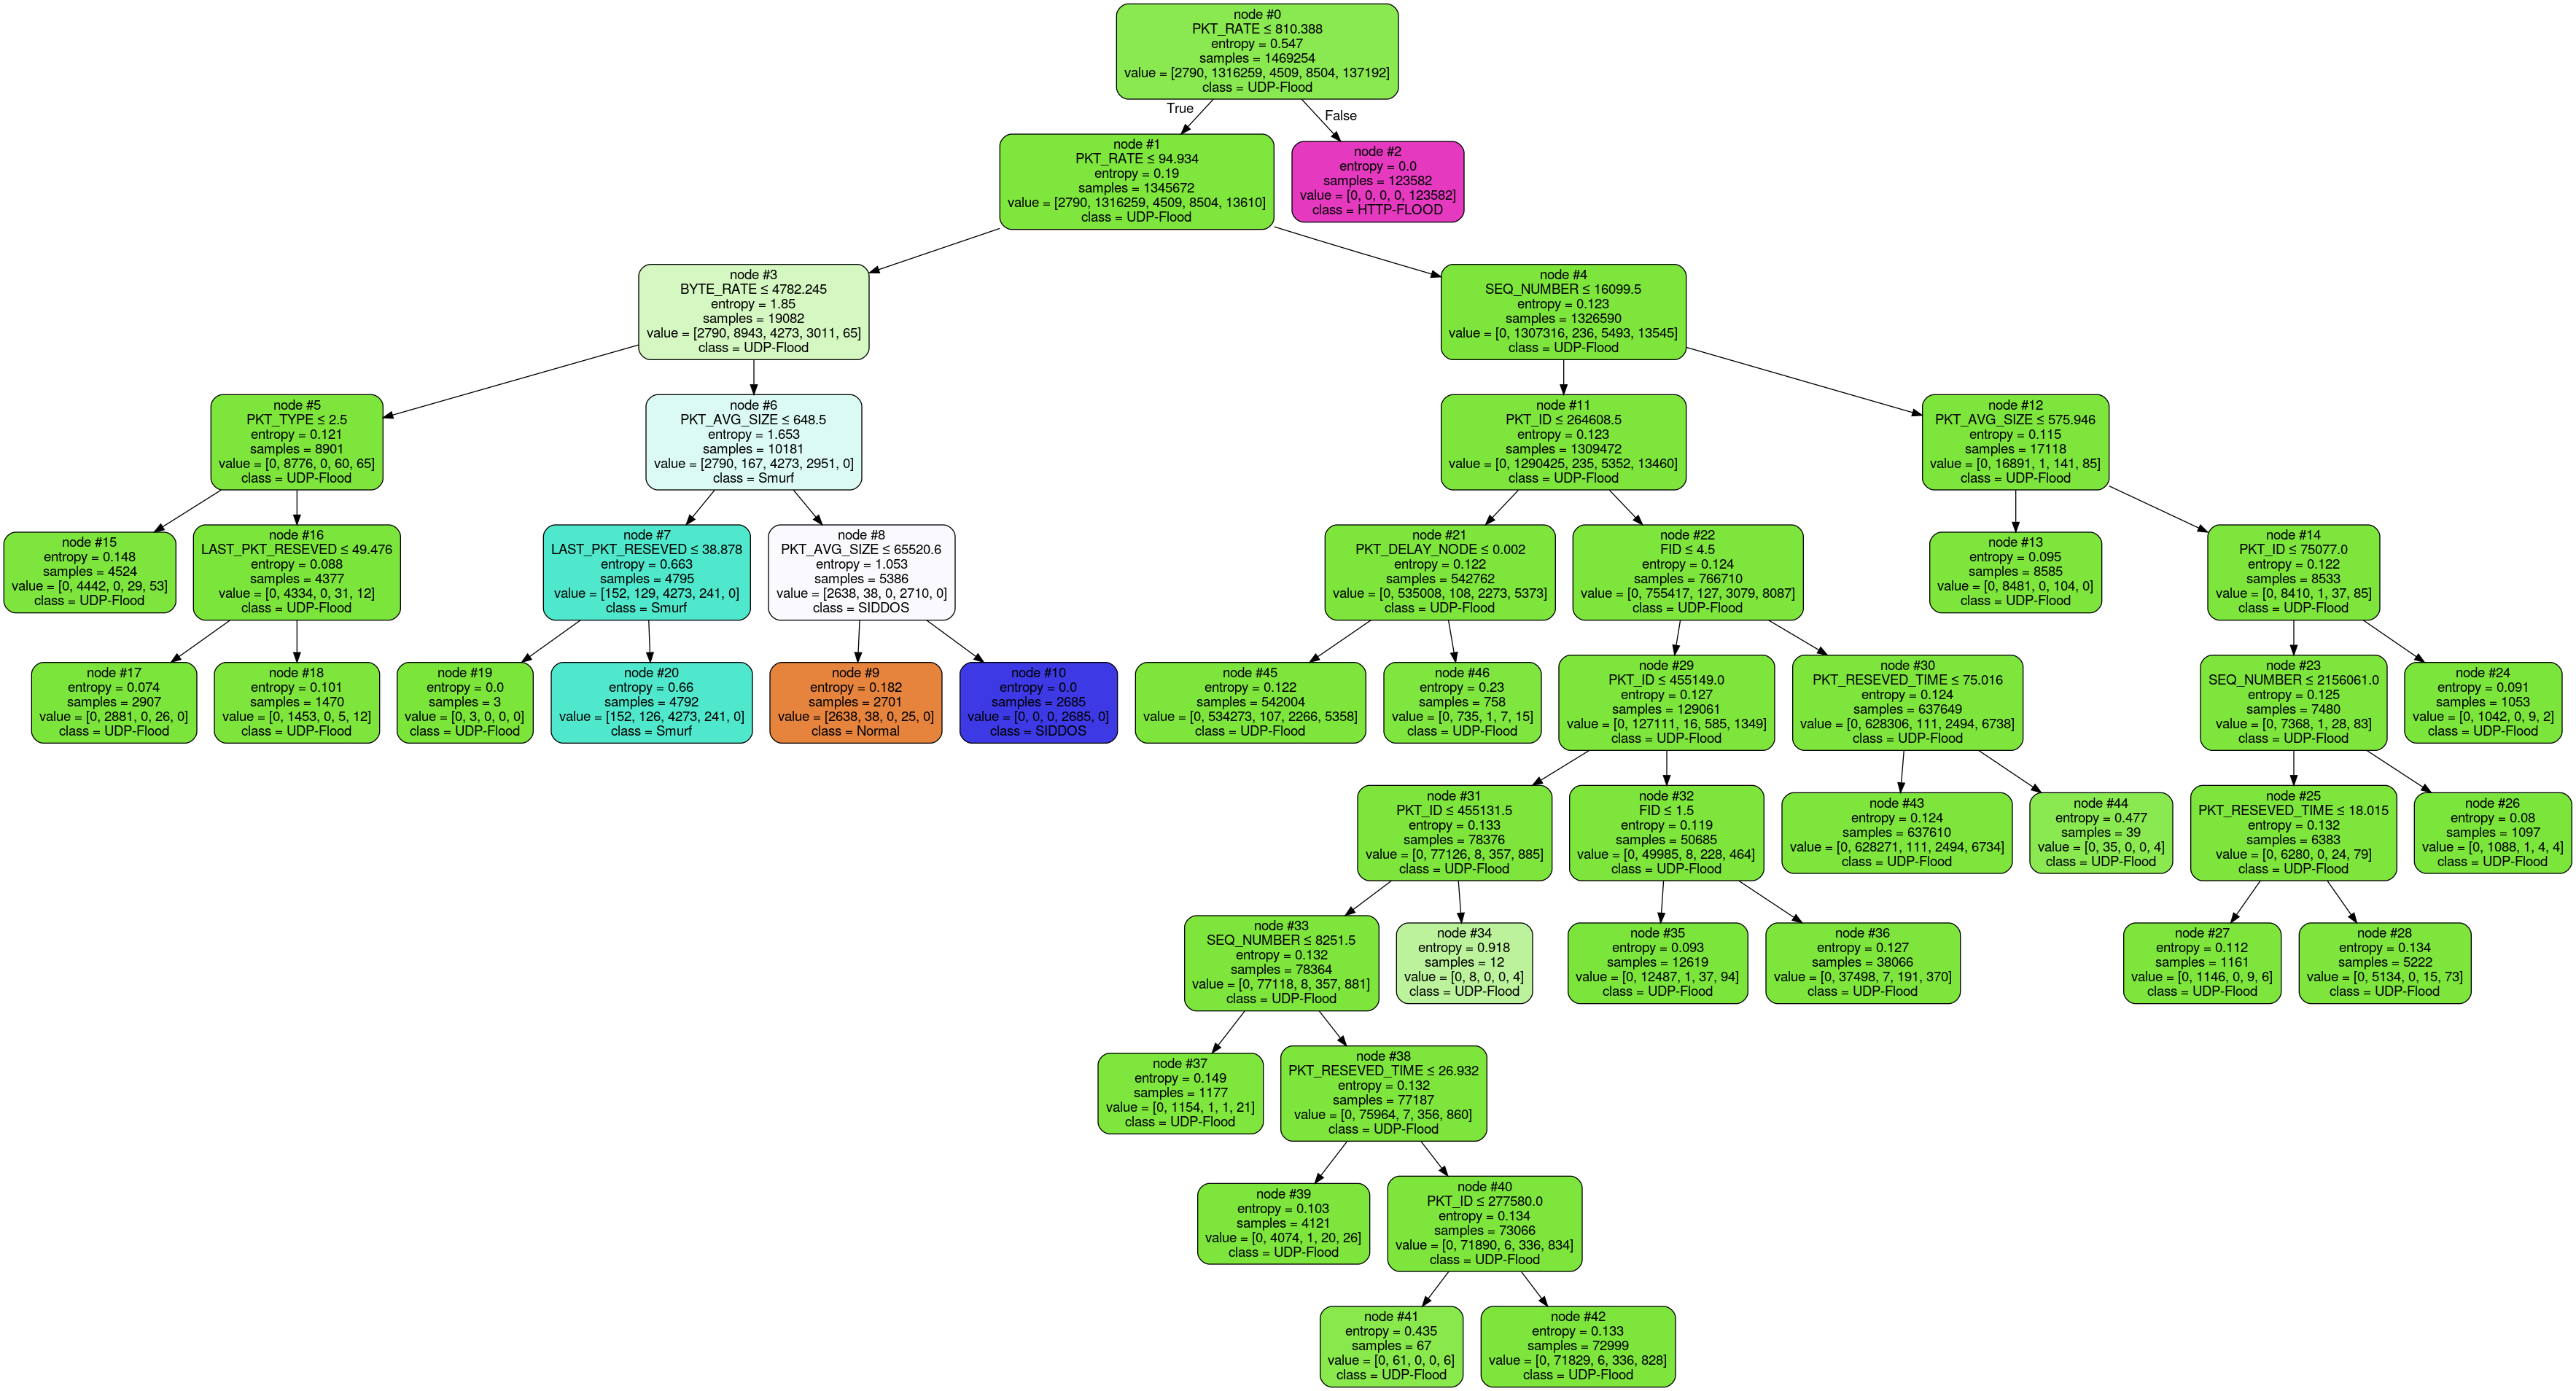 node #0
PKT_RATE ≤ 810.388
entropy = 0.547
samples = 1469254
value = [2790, 1316259, 4509, 8504, 137192]
class = UDP-Flood
True
False
node #1
PKT_RATE ≤ 94.934
entropy = 0.19
samples = 1345672
value = [2790, 1316259, 4509, 8504, 13610]
class = UDP-Flood
node #2
entropy = 0.0
samples = 123582
value = [0, 0, 0, 0, 123582]
class = HTTP-FLOOD
node #3
BYTE_RATE ≤ 4782.245
entropy = 1.85
samples = 19082
value = [2790, 8943, 4273, 3011, 65]
class = UDP-Flood
node #4
SEQ_NUMBER ≤ 16099.5
entropy = 0.123
samples = 1326590
value = [0, 1307316, 236, 5493, 13545]
class = UDP-Flood
node #5
PKT_TYPE ≤ 2.5
entropy = 0.121
samples = 8901
value = [0, 8776, 0, 60, 65]
class = UDP-Flood
node #6
PKT_AVG_SIZE ≤ 648.5
entropy = 1.653
samples = 10181
value = [2790, 167, 4273, 2951, 0]
class = Smurf
node #11
PKT_ID ≤ 264608.5
entropy = 0.123
samples = 1309472
value = [0, 1290425, 235, 5352, 13460]
class = UDP-Flood
node #12
PKT_AVG_SIZE ≤ 575.946
entropy = 0.115
samples = 17118
value = [0, 16891, 1, 141, 85]
class = UDP-Flood
node #15
entropy = 0.148
samples = 4524
value = [0, 4442, 0, 29, 53]
class = UDP-Flood
node #16
LAST_PKT_RESEVED ≤ 49.476
entropy = 0.088
samples = 4377
value = [0, 4334, 0, 31, 12]
class = UDP-Flood
node #7
LAST_PKT_RESEVED ≤ 38.878
entropy = 0.663
samples = 4795
value = [152, 129, 4273, 241, 0]
class = Smurf
node #8
PKT_AVG_SIZE ≤ 65520.6
entropy = 1.053
samples = 5386
value = [2638, 38, 0, 2710, 0]
class = SIDDOS
node #21
PKT_DELAY_NODE ≤ 0.002
entropy = 0.122
samples = 542762
value = [0, 535008, 108, 2273, 5373]
class = UDP-Flood
node #22
FID ≤ 4.5
entropy = 0.124
samples = 766710
value = [0, 755417, 127, 3079, 8087]
class = UDP-Flood
node #13
entropy = 0.095
samples = 8585
value = [0, 8481, 0, 104, 0]
class = UDP-Flood
node #14
PKT_ID ≤ 75077.0
entropy = 0.122
samples = 8533
value = [0, 8410, 1, 37, 85]
class = UDP-Flood
node #17
entropy = 0.074
samples = 2907
value = [0, 2881, 0, 26, 0]
class = UDP-Flood
node #18
entropy = 0.101
samples = 1470
value = [0, 1453, 0, 5, 12]
class = UDP-Flood
node #19
entropy = 0.0
samples = 3
value = [0, 3, 0, 0, 0]
class = UDP-Flood
node #20
entropy = 0.66
samples = 4792
value = [152, 126, 4273, 241, 0]
class = Smurf
node #9
entropy = 0.182
samples = 2701
value = [2638, 38, 0, 25, 0]
class = Normal
node #10
entropy = 0.0
samples = 2685
value = [0, 0, 0, 2685, 0]
class = SIDDOS
node #45
entropy = 0.122
samples = 542004
value = [0, 534273, 107, 2266, 5358]
class = UDP-Flood
node #46
entropy = 0.23
samples = 758
value = [0, 735, 1, 7, 15]
class = UDP-Flood
node #29
PKT_ID ≤ 455149.0
entropy = 0.127
samples = 129061
value = [0, 127111, 16, 585, 1349]
class = UDP-Flood
node #30
PKT_RESEVED_TIME ≤ 75.016
entropy = 0.124
samples = 637649
value = [0, 628306, 111, 2494, 6738]
class = UDP-Flood
node #23
SEQ_NUMBER ≤ 2156061.0
entropy = 0.125
samples = 7480
value = [0, 7368, 1, 28, 83]
class = UDP-Flood
node #24
entropy = 0.091
samples = 1053
value = [0, 1042, 0, 9, 2]
class = UDP-Flood
node #31
PKT_ID ≤ 455131.5
entropy = 0.133
samples = 78376
value = [0, 77126, 8, 357, 885]
class = UDP-Flood
node #32
FID ≤ 1.5
entropy = 0.119
samples = 50685
value = [0, 49985, 8, 228, 464]
class = UDP-Flood
node #43
entropy = 0.124
samples = 637610
value = [0, 628271, 111, 2494, 6734]
class = UDP-Flood
node #44
entropy = 0.477
samples = 39
value = [0, 35, 0, 0, 4]
class = UDP-Flood
node #25
PKT_RESEVED_TIME ≤ 18.015
entropy = 0.132
samples = 6383
value = [0, 6280, 0, 24, 79]
class = UDP-Flood
node #26
entropy = 0.08
samples = 1097
value = [0, 1088, 1, 4, 4]
class = UDP-Flood
node #33
SEQ_NUMBER ≤ 8251.5
entropy = 0.132
samples = 78364
value = [0, 77118, 8, 357, 881]
class = UDP-Flood
node #34
entropy = 0.918
samples = 12
value = [0, 8, 0, 0, 4]
class = UDP-Flood
node #35
entropy = 0.093
samples = 12619
value = [0, 12487, 1, 37, 94]
class = UDP-Flood
node #36
entropy = 0.127
samples = 38066
value = [0, 37498, 7, 191, 370]
class = UDP-Flood
node #27
entropy = 0.112
samples = 1161
value = [0, 1146, 0, 9, 6]
class = UDP-Flood
node #28
entropy = 0.134
samples = 5222
value = [0, 5134, 0, 15, 73]
class = UDP-Flood
node #37
entropy = 0.149
samples = 1177
value = [0, 1154, 1, 1, 21]
class = UDP-Flood
node #38
PKT_RESEVED_TIME ≤ 26.932
entropy = 0.132
samples = 77187
value = [0, 75964, 7, 356, 860]
class = UDP-Flood
node #39
entropy = 0.103
samples = 4121
value = [0, 4074, 1, 20, 26]
class = UDP-Flood
node #40
PKT_ID ≤ 277580.0
entropy = 0.134
samples = 73066
value = [0, 71890, 6, 336, 834]
class = UDP-Flood
node #41
entropy = 0.435
samples = 67
value = [0, 61, 0, 0, 6]
class = UDP-Flood
node #42
entropy = 0.133
samples = 72999
value = [0, 71829, 6, 336, 828]
class = UDP-Flood